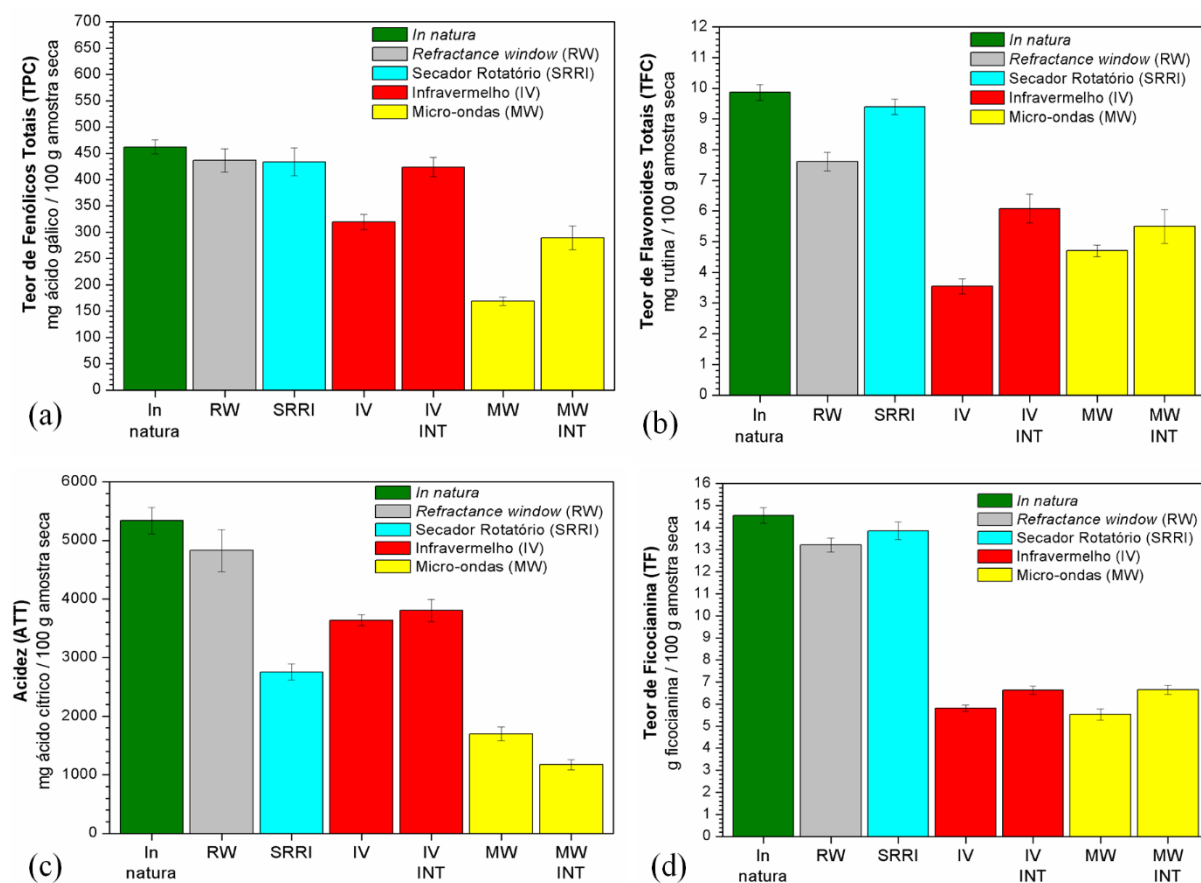 Teor de Fenólicos Totais (TPC)
mg ácido gálico / 100 g amostra seca
700
650
600
550
500
450
400
350
300
250
200
150
100
50
0
In natura
Refractance window (RW)
Secador Rotatório (SRRI)
Infravermelho (IV)
Micro-ondas (MW)
In
natura
RW
SRRI
IV
IV
INT
MW
MW
INT
(a)
Teor de Flavonoides Totais (TFC)
mg rutina / 100 g amostra seca
12
11
10
9
8
7
6
5
4
3
2
1
0
In natura
Refractance window (RW)
Secador Rotatório (SRRI)
Infravermelho (IV)
Micro-ondas (MW)
In
natura
RW
SRRI
IV
IV
INT
MW
MW
INT
(b)
Acidez (ATT)
mg ácido cítrico / 100 g amostra seca
6000
5000
4000
3000
2000
1000
0
In natura
Refractance window (RW)
Secador Rotatório (SRRI)
Infravermelho (IV)
Micro-ondas (MW)
In
natura
RW
SRRI
IV
IV
INT
MW
MW
INT
(c)
Teor de Ficocianina (TF)
g ficocianina / 100 g amostra seca
16
15
14
13
12
11
10
9
8
7
6
5
4
3
2
1
0
In natura
Refractance window (RW)
Secador Rotatório (SRRI)
Infravermelho (IV)
Micro-ondas (MW)
In
natura
RW
SRRI
IV
IV
INT
MW
MW
INT
(d)